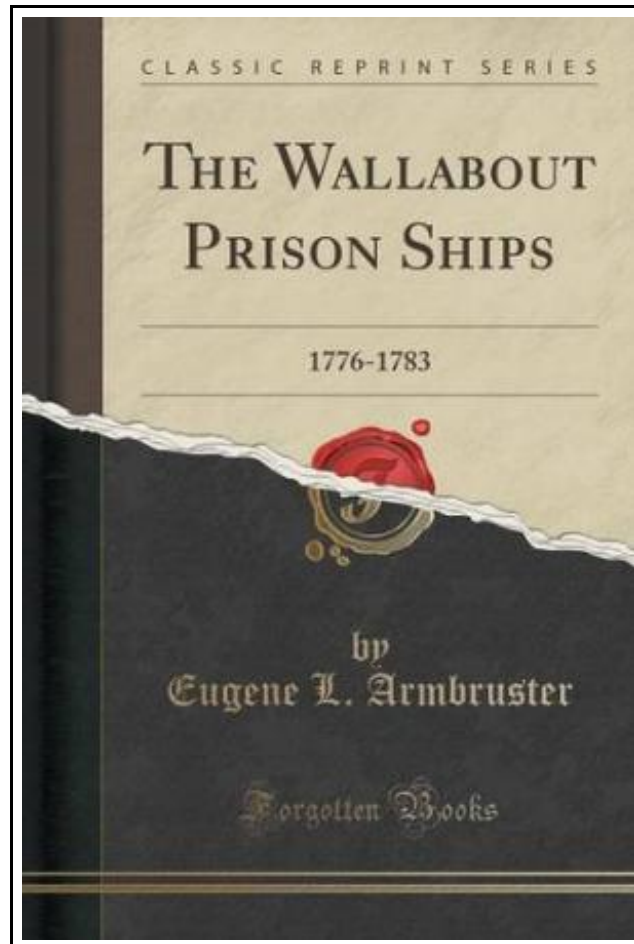 CLASSIC REPRINT SERIES
THE WALLABOUT
PRISON SHIPS
1776-1783
by
Eugene L. Armbruster
Forgotten Books